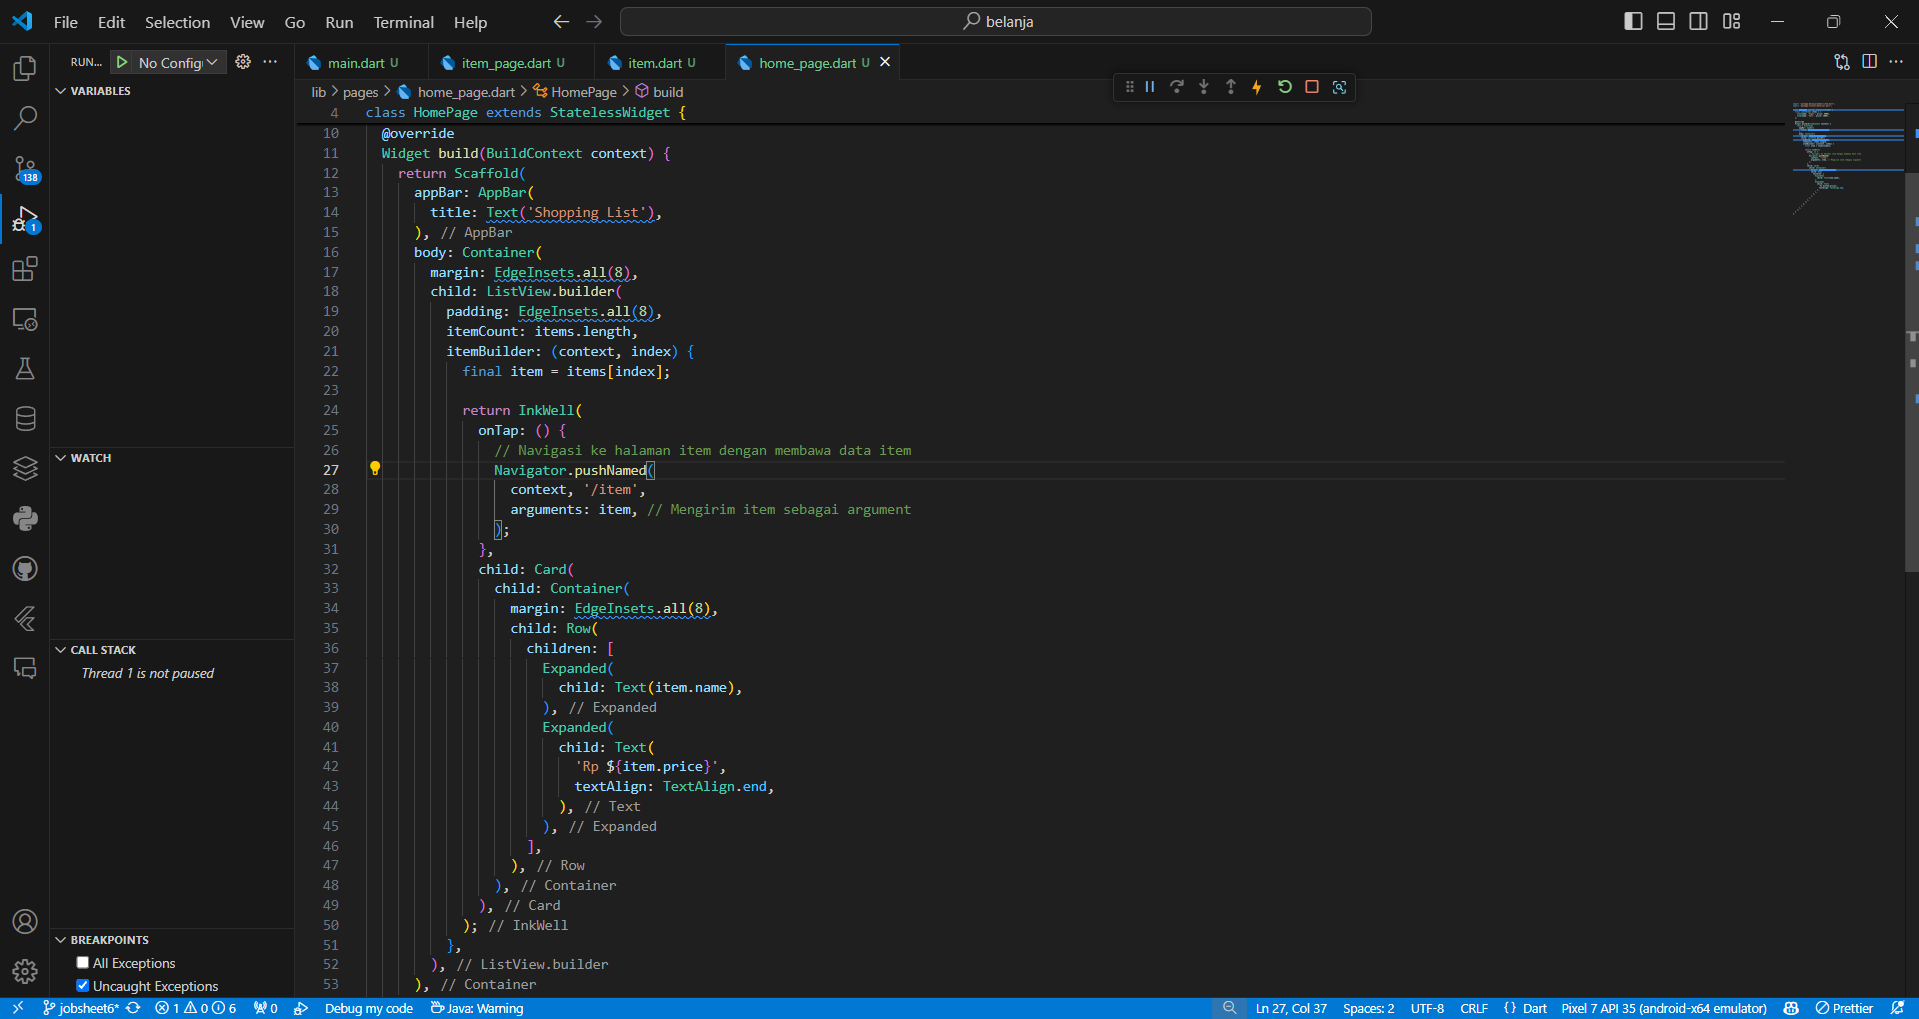 File Edit Selection View Go Run Terminal Help belanja
RUN... No Config
main.dart U item_page.dart U item.dart U home_page.dart U
lib > pages > home_page.dart > HomePage > build
VARIABLES
WATCH
CALL STACK
Thread 1 is not paused
BREAKPOINTS
All Exceptions
Uncaught Exceptions
138
1
4 class HomePage extends StatelessWidget {
10 @override
11 Widget build(BuildContext context) {
12 return Scaffold(
13 appBar: AppBar(
14 title: Text('Shopping List'),
15 ), // AppBar
16 body: Container(
17 margin: EdgeInsets.all(8),
18 child: ListView.builder(
19 padding: EdgeInsets.all(8),
20 itemCount: items.length,
21 itemBuilder: (context, index) {
22 final item = items[index];
23
24 return InkWell(
25 onTap: () {
26 // Navigasi ke halaman item dengan membawa data item
27 Navigator.pushNamed(
28 context, '/item',
29 arguments: item, // Mengirim item sebagai argument
30 );
31 },
32 child: Card(
33 child: Container(
34 margin: EdgeInsets.all(8),
35 child: Row(
36 children: [
37 Expanded(
38 child: Text(item.name),
39 ), // Expanded
40 Expanded(
41 child: Text(
42 'Rp ${item.price}',
43 textAlign: TextAlign.end,
44 ), // Text
45 ), // Expanded
46 ],
47 ), // Row
48 ), // Container
49 ), // Card
50 ); // InkWell
51 },
52 ), // ListView.builder
53 ), // Container
jobsheet6* 1 0 6 0 Debug my code Java: Warning Ln 27, Col 37 Spaces: 2 UTF-8 CRLF {} Dart Pixel 7 API 35 (android-x64 emulator) Prettier